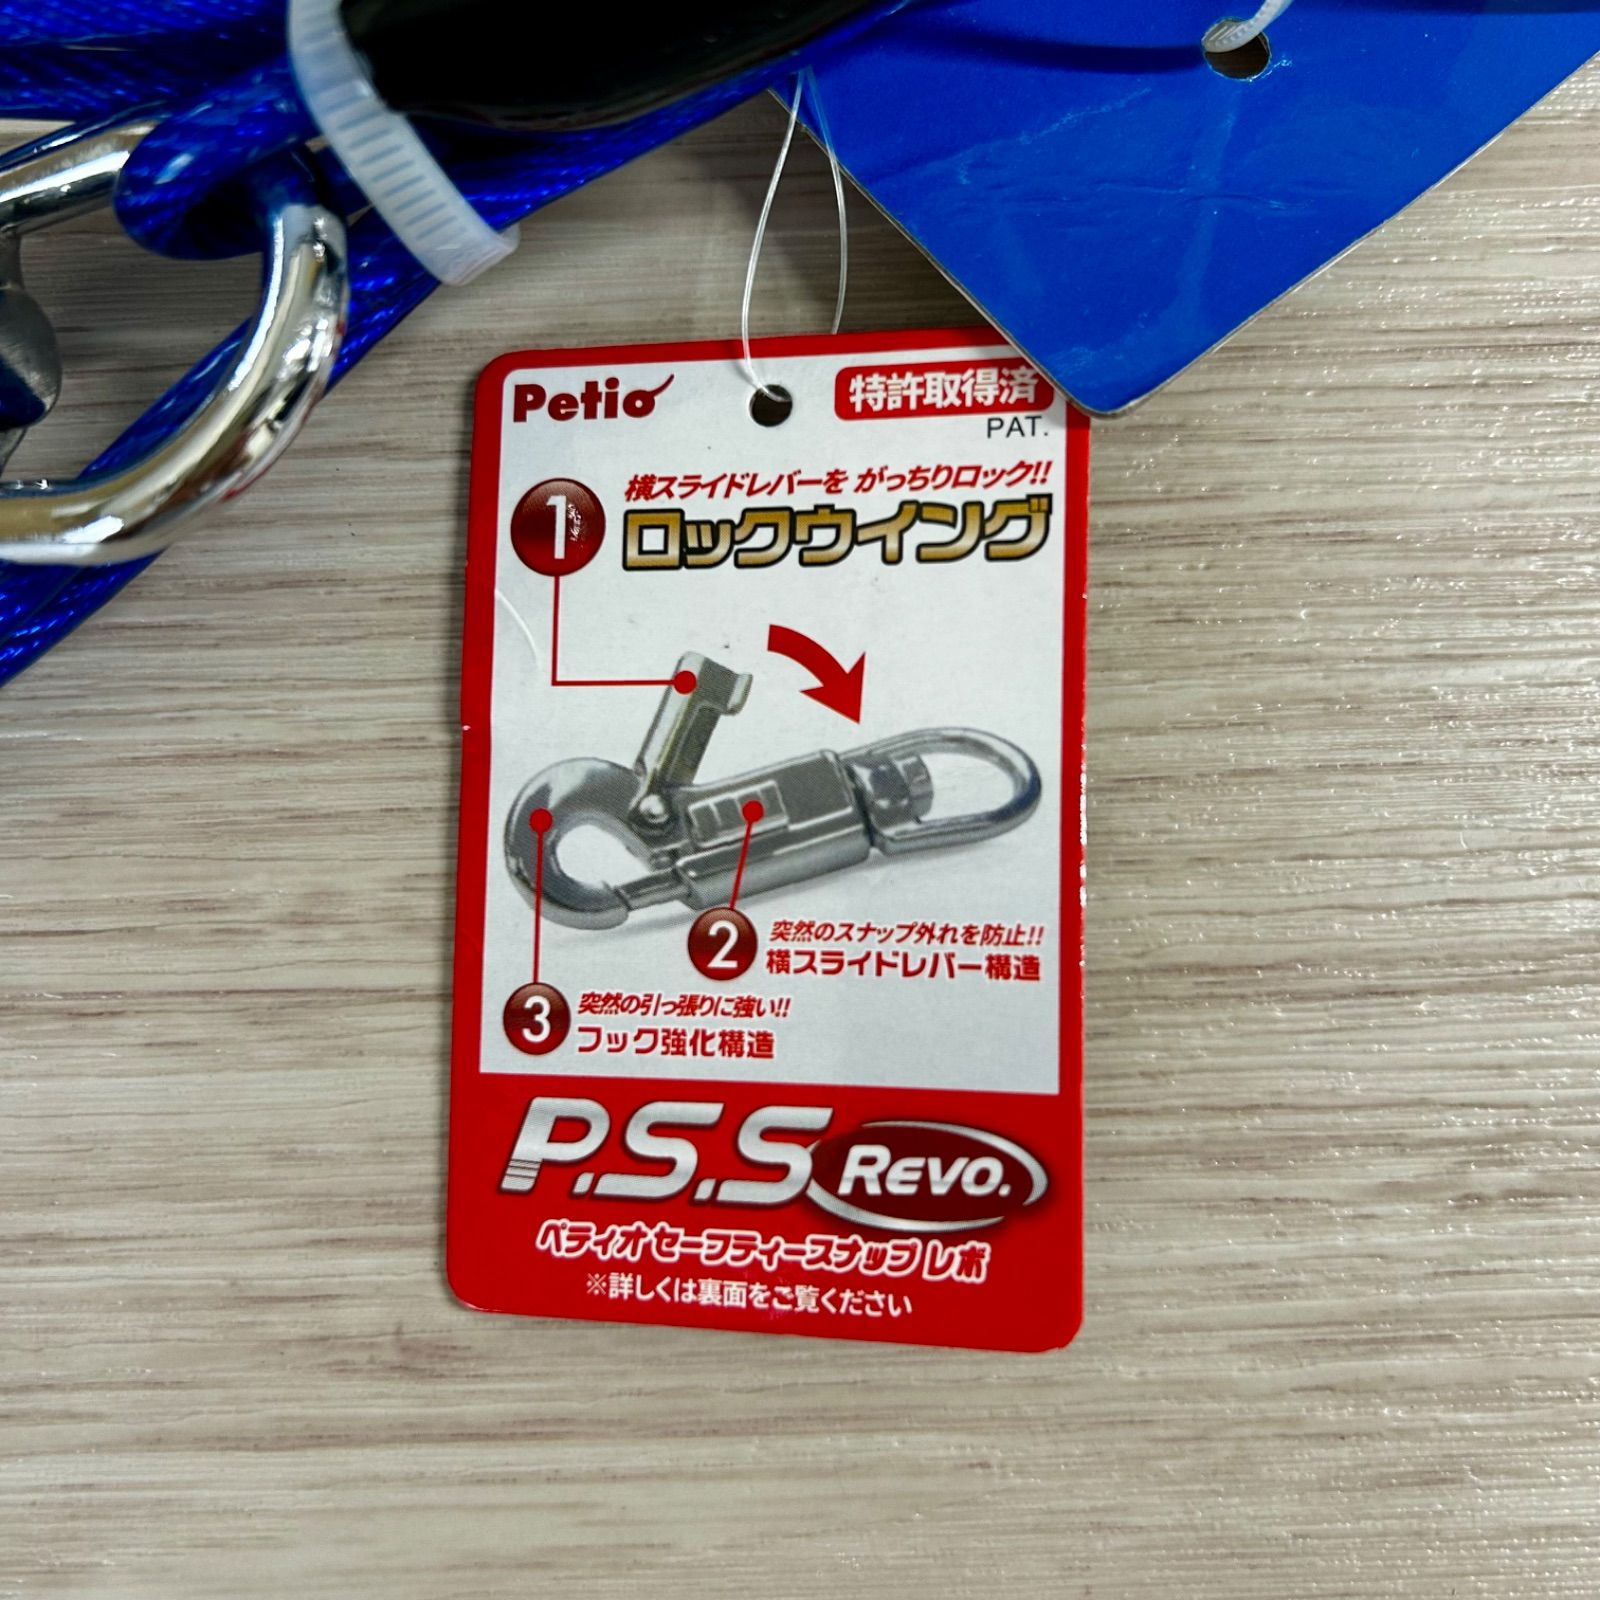 Petio
特許取得済
PAT.
1
横スライドレバーを がっちりロック!!
ロックウイング
2
突然のスナップ外れを防止!!
横スライドレバー構造
3
突然の引っ張りに強い!!
フック強化構造
P.S.S REVO.
ペティオセーフティースナップ レボ
※詳しくは裏面をご覧ください